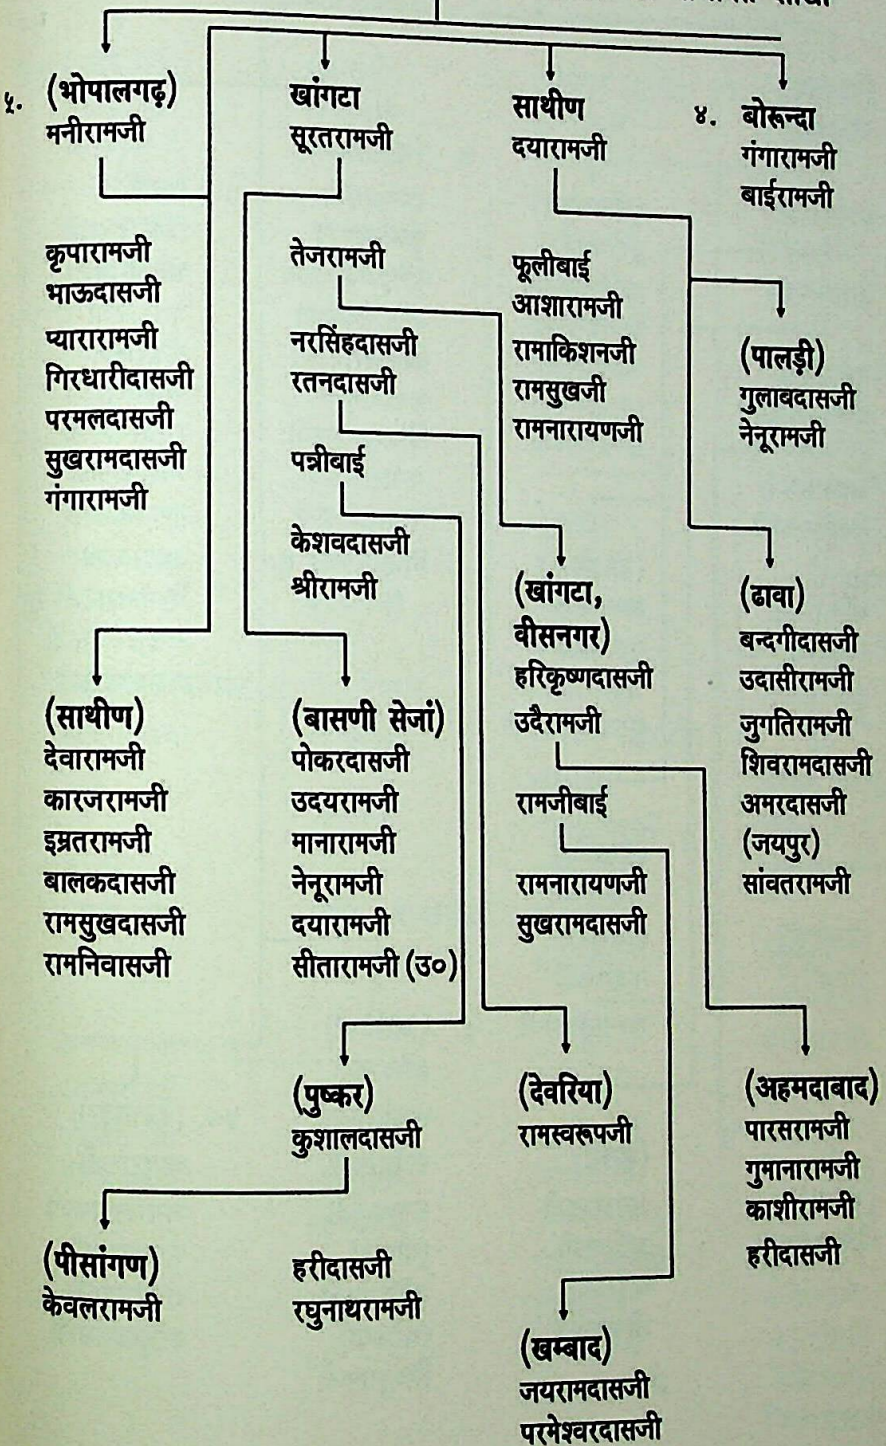 ५. (भोपालगढ़)
मनीरामजी
कृपारामजी
भाऊदासजी
प्यारारामजी
गिरधारीदासजी
परमलदासजी
सुखरामदासजी
गंगारामजी
(साथीण)
देवारामजी
कारजरामजी
इम्रतरामजी
बालकदासजी
रामसुखदासजी
रामनिवासजी
खांगटा
सूरतरामजी
तेजरामजी
नरसिंहदासजी
रतनदासजी
पन्नीबाई
केशवदासजी
श्रीरामजी
(बासणी सेजां)
पोकरदासजी
उदयरामजी
मानारामजी
नेनूरामजी
दयारामजी
सीतारामजी (उ०)
(पुष्कर)
कुशालदासजी
(पीसांगण)
केवलरामजी
हरीदासजी
रघुनाथरामजी
साथीण
दयारामजी
फूलीबाई
आशारामजी
रामाकिशनजी
रामसुखजी
रामनारायणजी
(खांगटा,
वीसनगर)
हरिकृष्णदासजी
उदैरामजी
रामजीबाई
रामनारायणजी
सुखरामदासजी
(देवरिया)
रामस्वरूपजी
(खम्बाद)
जयरामदासजी
परमेश्वरदासजी
४. बोरून्दा
गंगारामजी
बाईरामजी
(पालड़ी)
गुलाबदासजी
नेनूरामजी
(ढावा)
बन्दगीदासजी
उदासीरामजी
जुगतिरामजी
शिवरामदासजी
अमरदासजी
(जयपुर)
सांवतरामजी
(अहमदाबाद)
पारसरामजी
गुमानारामजी
काशीरामजी
हरीदासजी